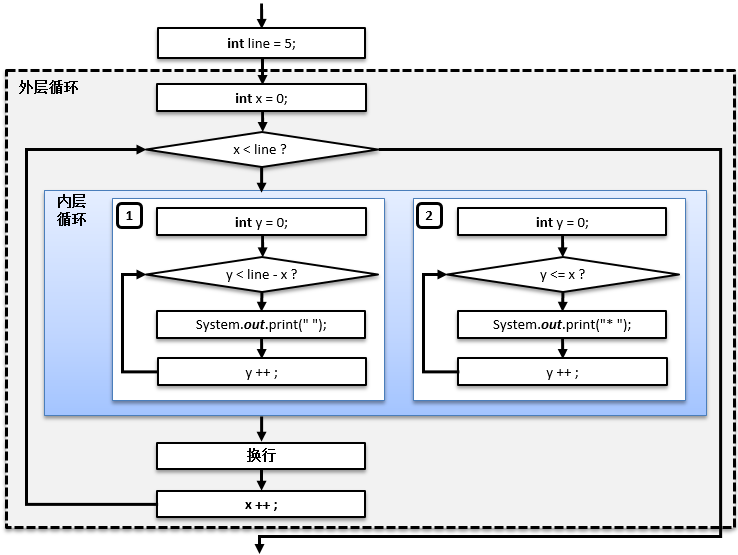 int line = 5;
外层循环
int x = 0;
x < line ?
内层
循环
1
int y = 0;
y < line - x ?
System.out.print(" ");
y ++ ;
2
int y = 0;
y <= x ?
System.out.print("* ");
y ++ ;
换行
x ++ ;